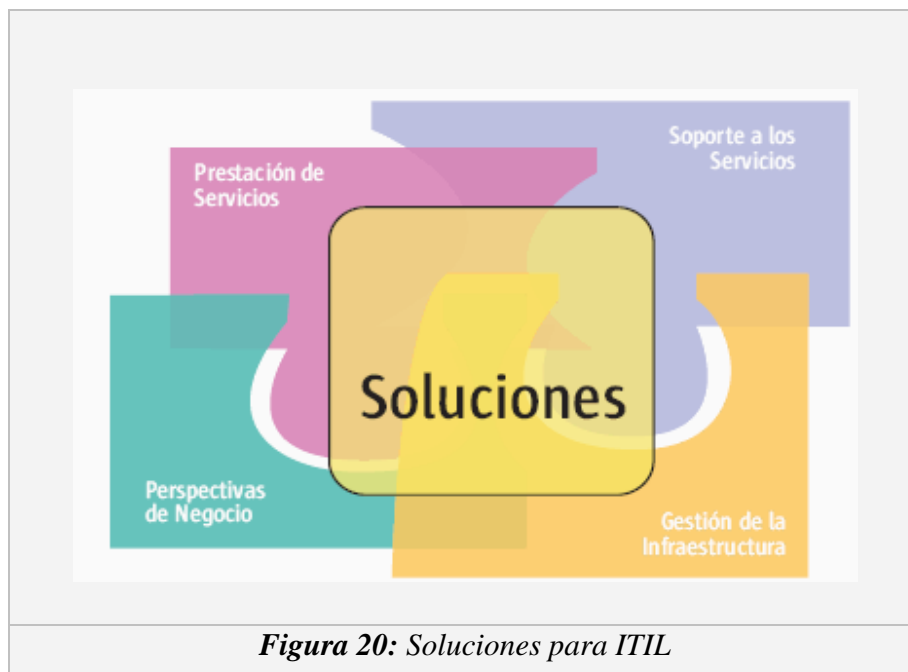 Soporte a los
Servicios
Prestación de
Servicios
Soluciones
Perspectivas
de Negocio
Gestión de la
Infraestructura
Figura 20: Soluciones para ITIL